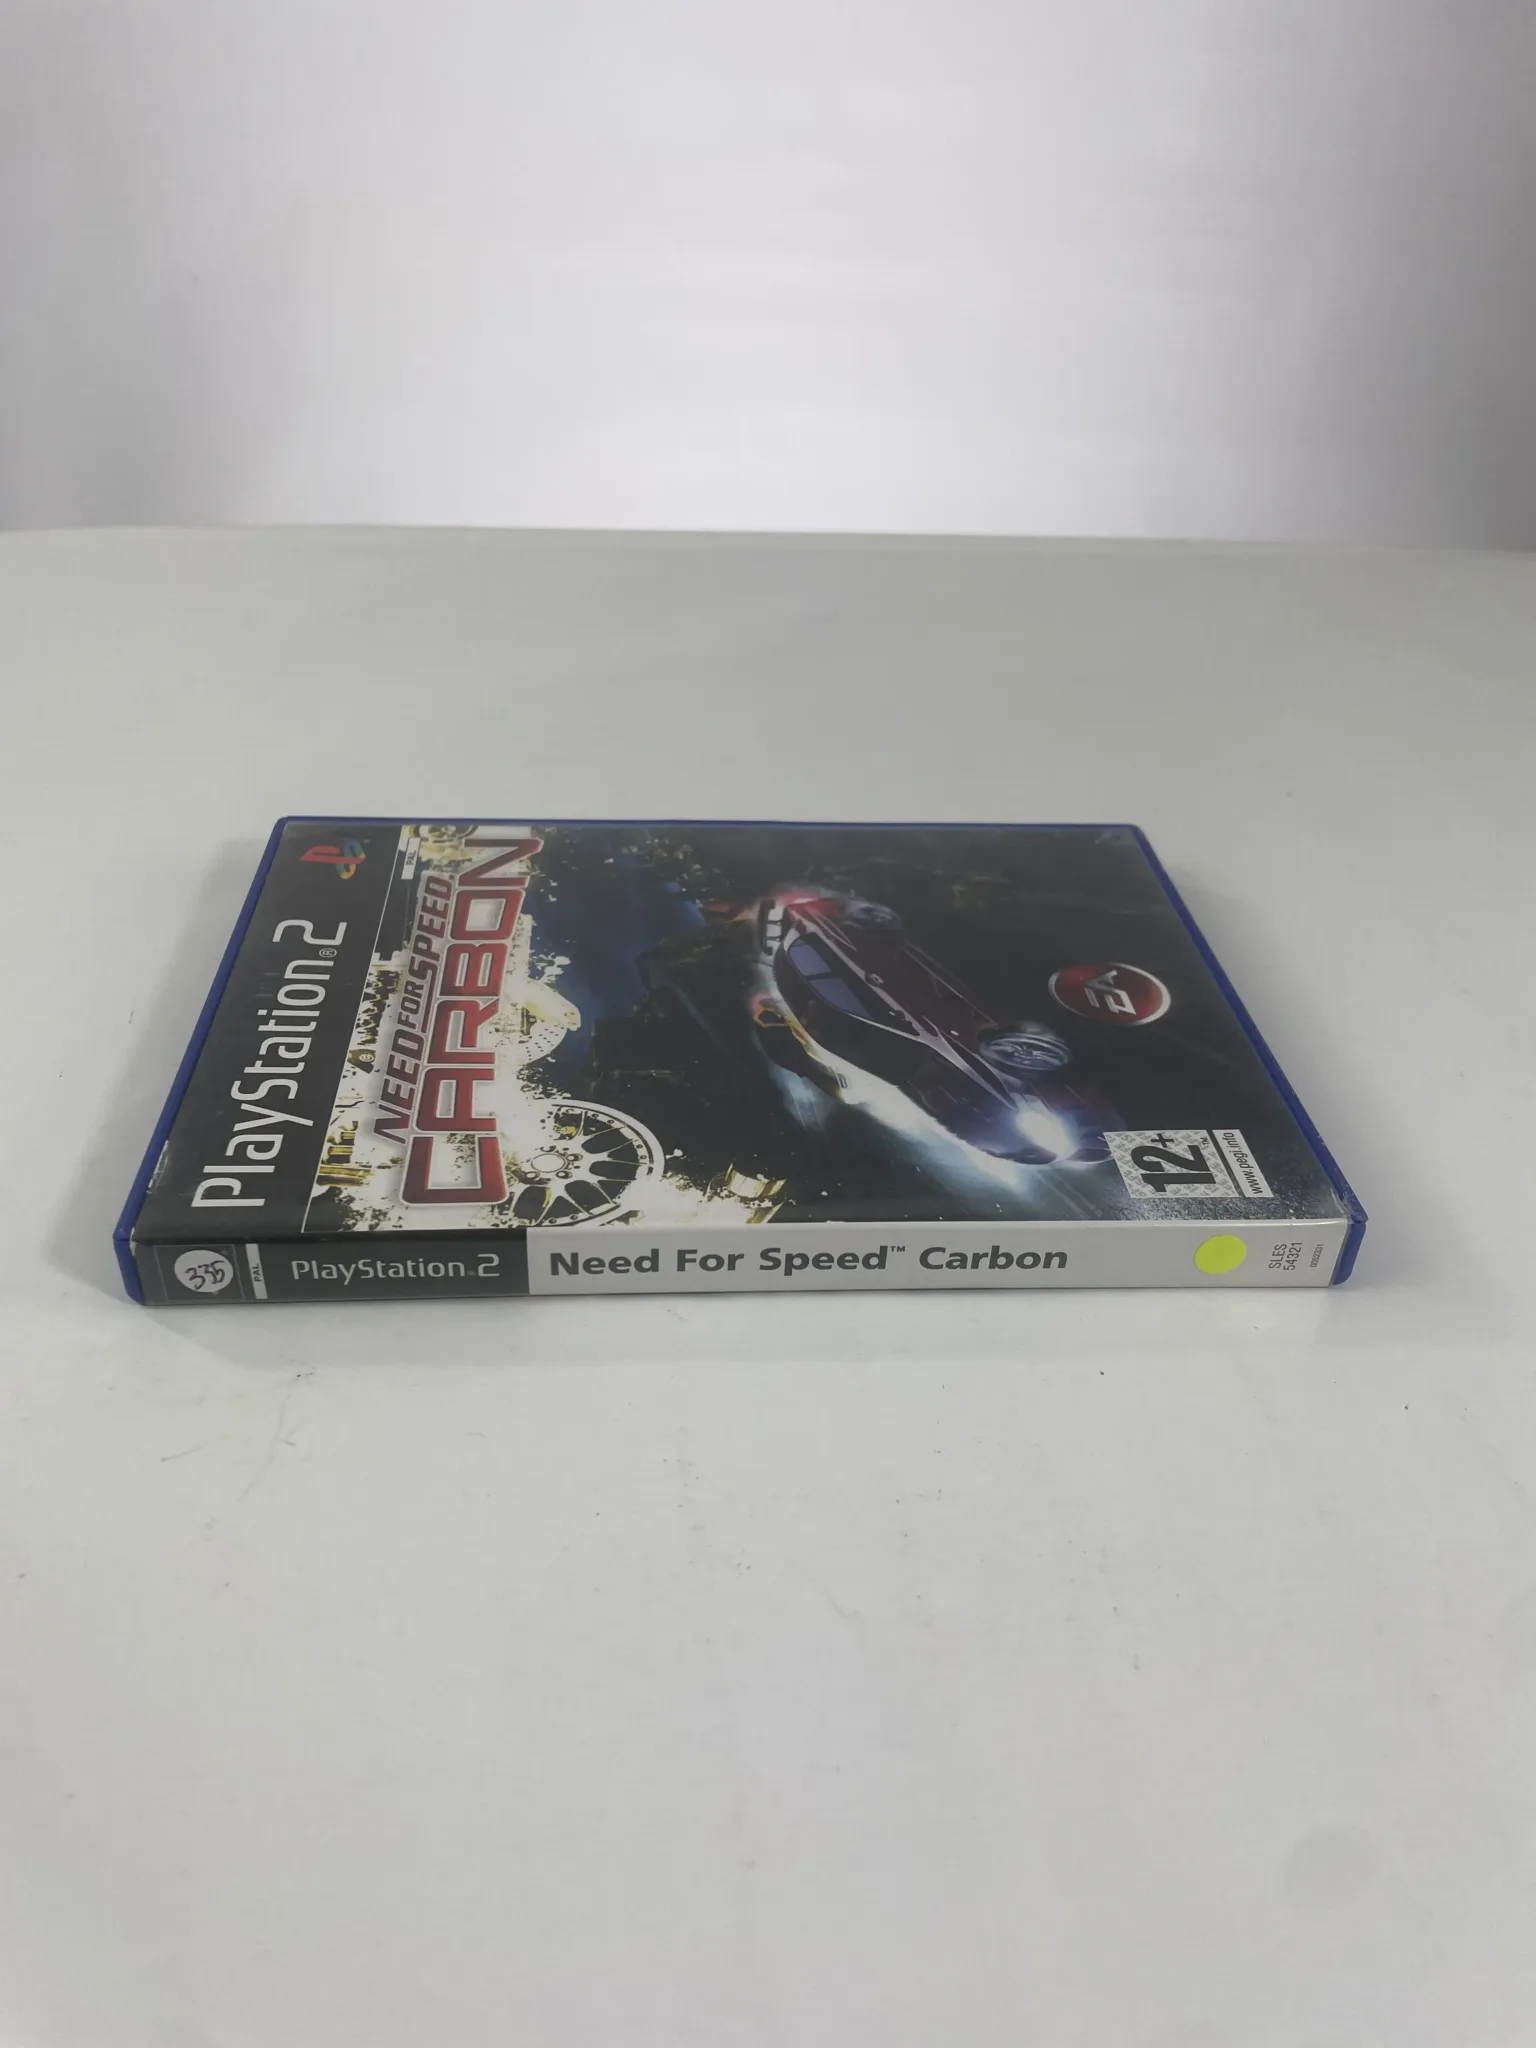 PlayStation®2
PAL
NEED FOR SPEED
CARBON
EA
12+
™
www.pegi.info
335
PAL
PlayStation®2
Need For Speed™ Carbon
SLES
54321